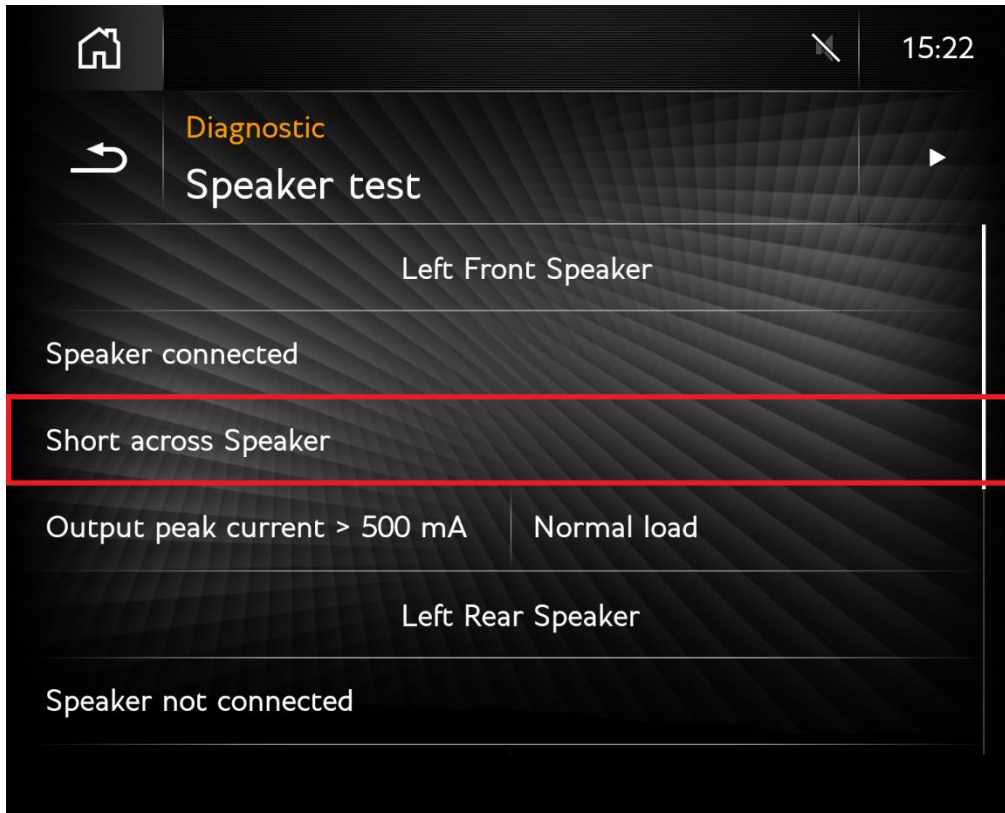 15:22
Diagnostic
Speaker test
Left Front Speaker
Speaker connected
Short across Speaker
Output peak current > 500 mA Normal load
Left Rear Speaker
Speaker not connected